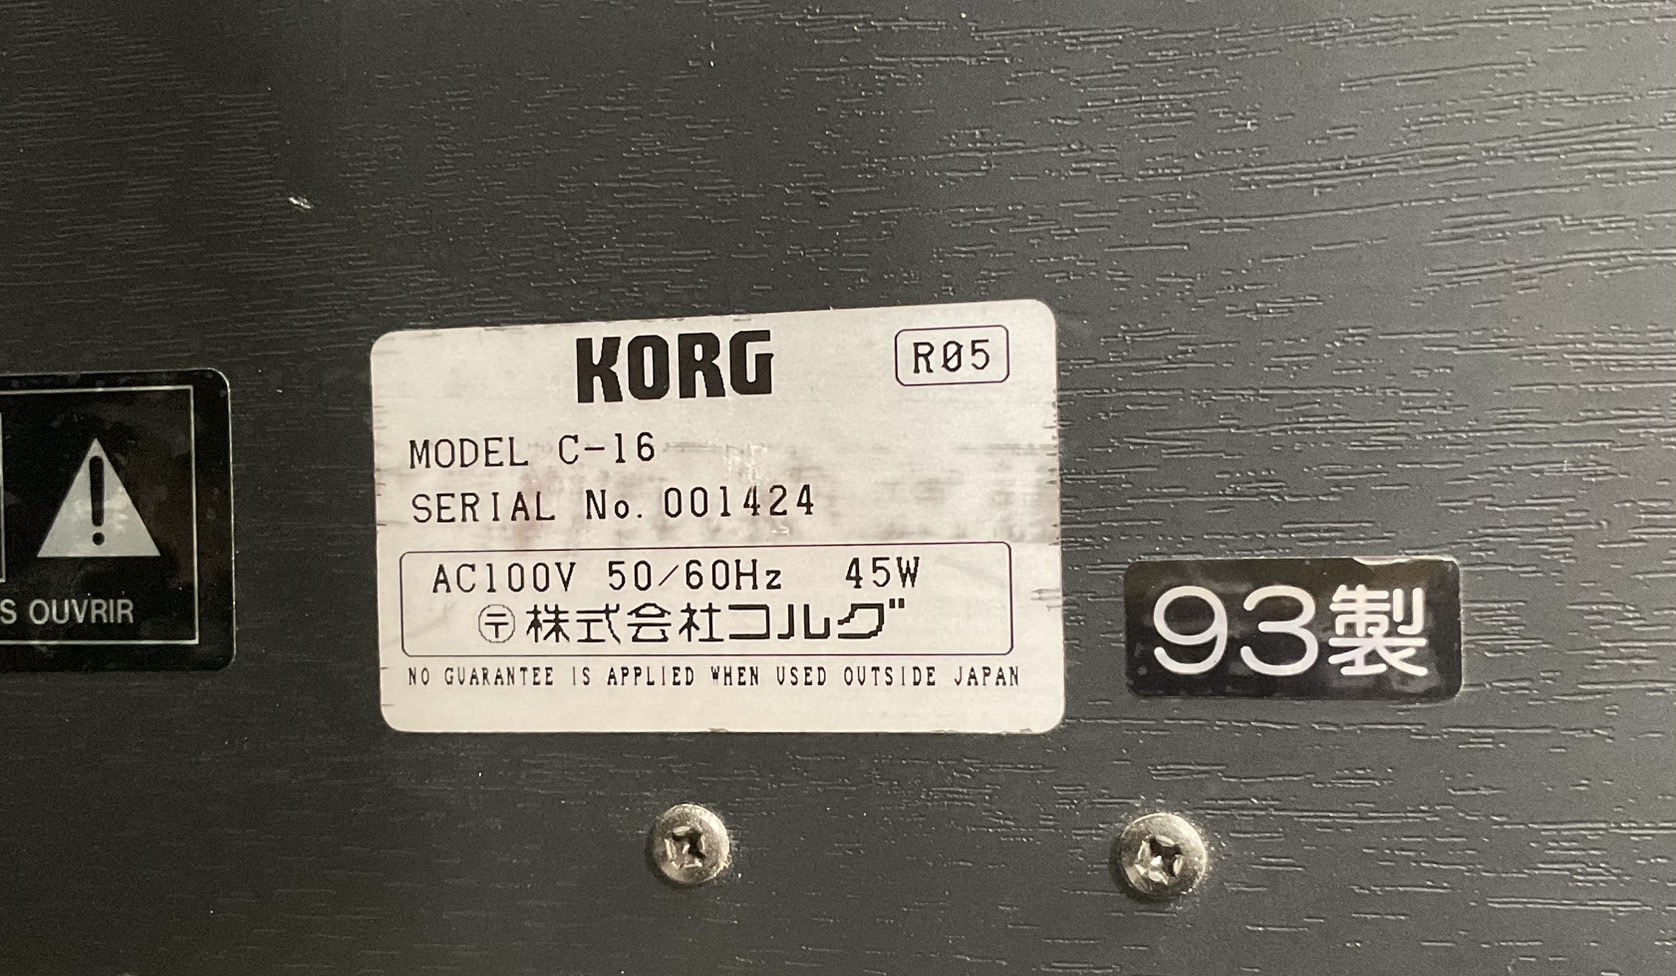 KORG
R05
MODEL C-16
SERIAL No. 001424
AC100V 50/60Hz 45W
〶株式会社コルグ
NO GUARANTEE IS APPLIED WHEN USED OUTSIDE JAPAN
93製
S OUVRIR